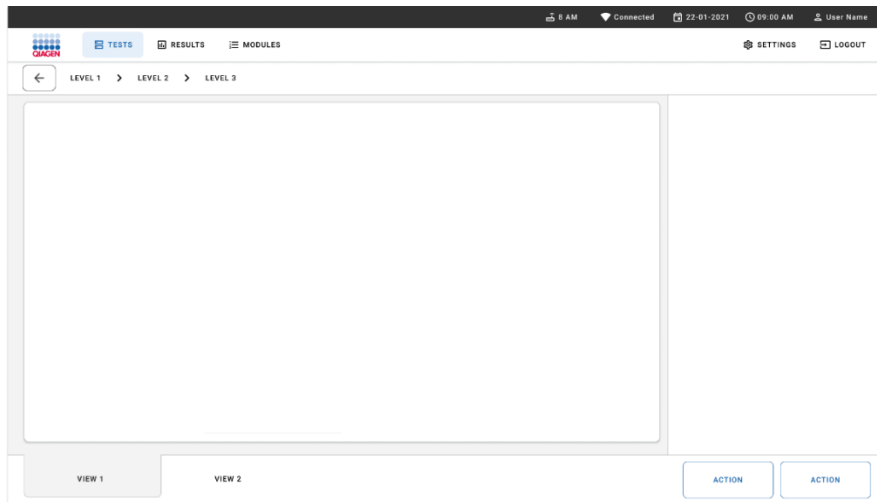 8 AM Connected 22-01-2021 09:00 AM User Name
QIAGEN TESTS RESULTS MODULES SETTINGS LOGOUT
LEVEL 1 LEVEL 2 LEVEL 3
VIEW 1 VIEW 2 ACTION ACTION